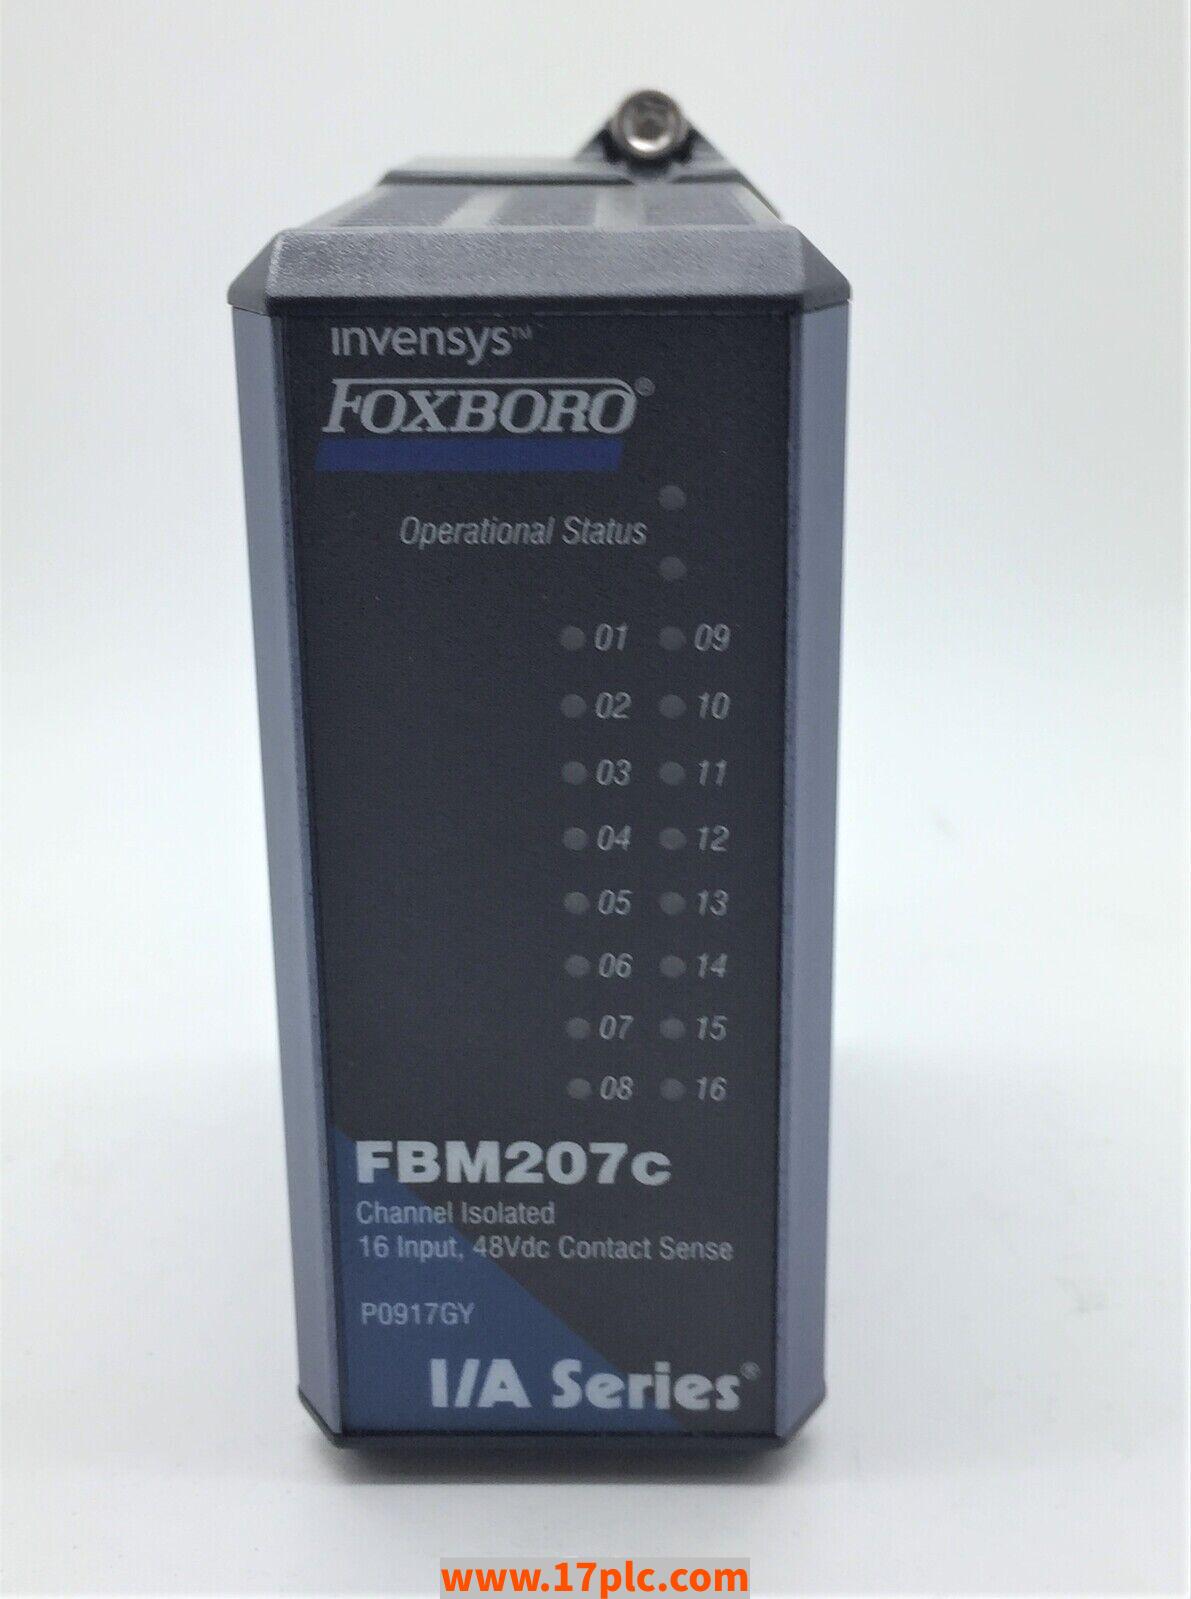 invensys™
FOXBORO®
Operational Status
01 09
02 10
03 11
04 12
05 13
06 14
07 15
08 16
FBM207c
Channel Isolated
16 Input, 48Vdc Contact Sense
P0917GY
I/A Series®
www.17plc.com